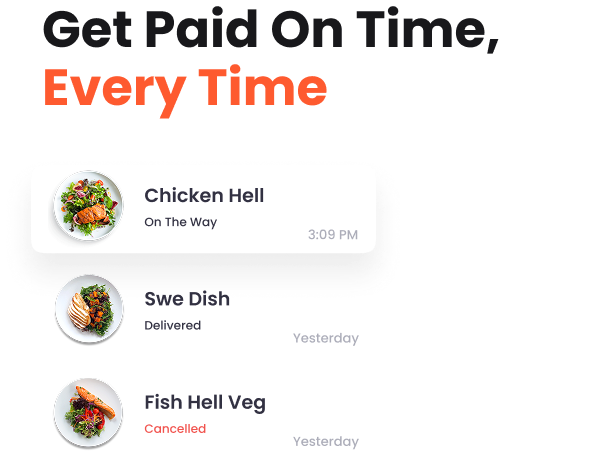 Get Paid On Time,
Every Time
Chicken Hell
On The Way
3:09 PM
Swe Dish
Delivered
Yesterday
Fish Hell Veg
Cancelled
Yesterday